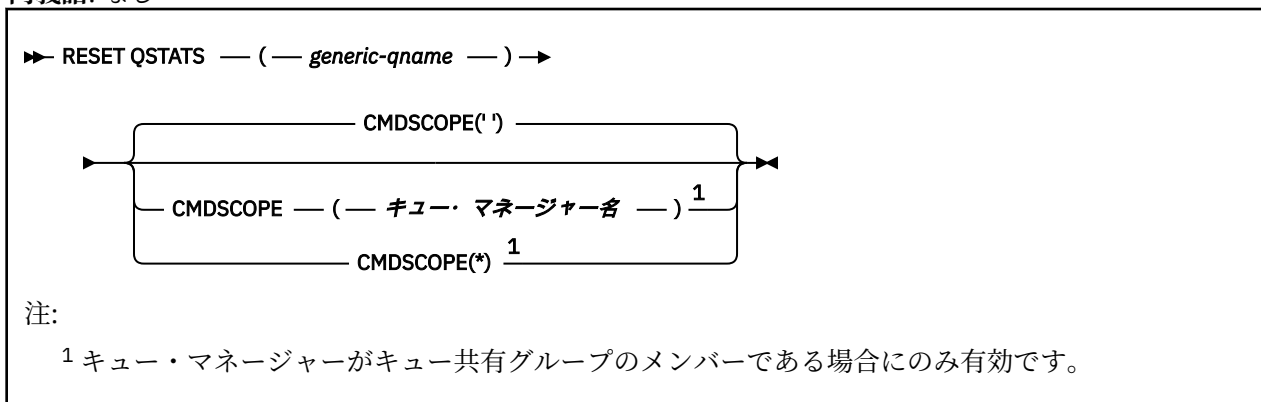 RESET QSTATS ( generic-qname )
CMDSCOPE(' ')
CMDSCOPE ( キュー・マネージャー名 ) 1
CMDSCOPE(*) 1
注:
1 キュー・マネージャーがキュー共有グループのメンバーである場合にのみ有効です。